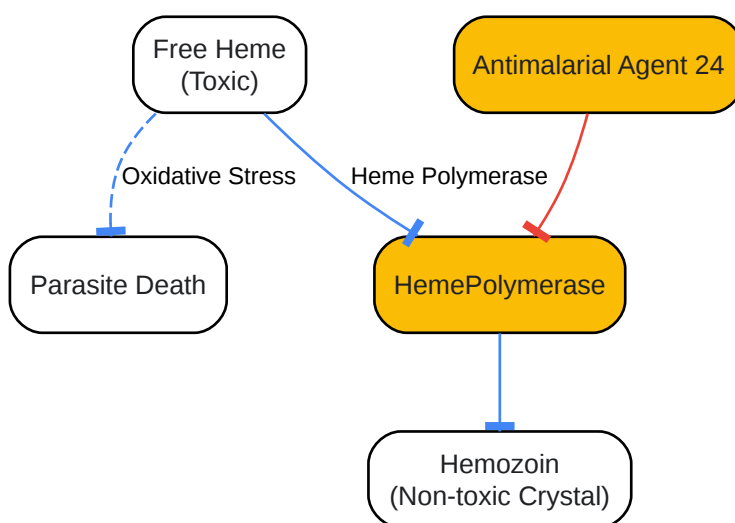 Free Heme
(Toxic)
Antimalarial Agent 24
Oxidative Stress
Heme Polymerase
Parasite Death
HemePolymerase
Hemozoin
(Non-toxic Crystal)